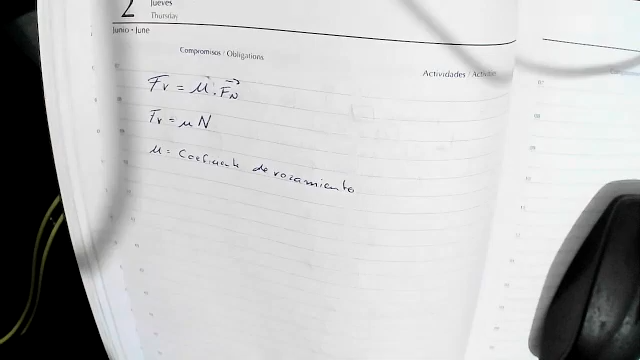 2 Jueves
Thursday
Junio • June
Compromisos / Obligations
Actividades / Activities
Fr = μ · F⃗N
Fr = μ N
μ = Coeficiente de rozamiento